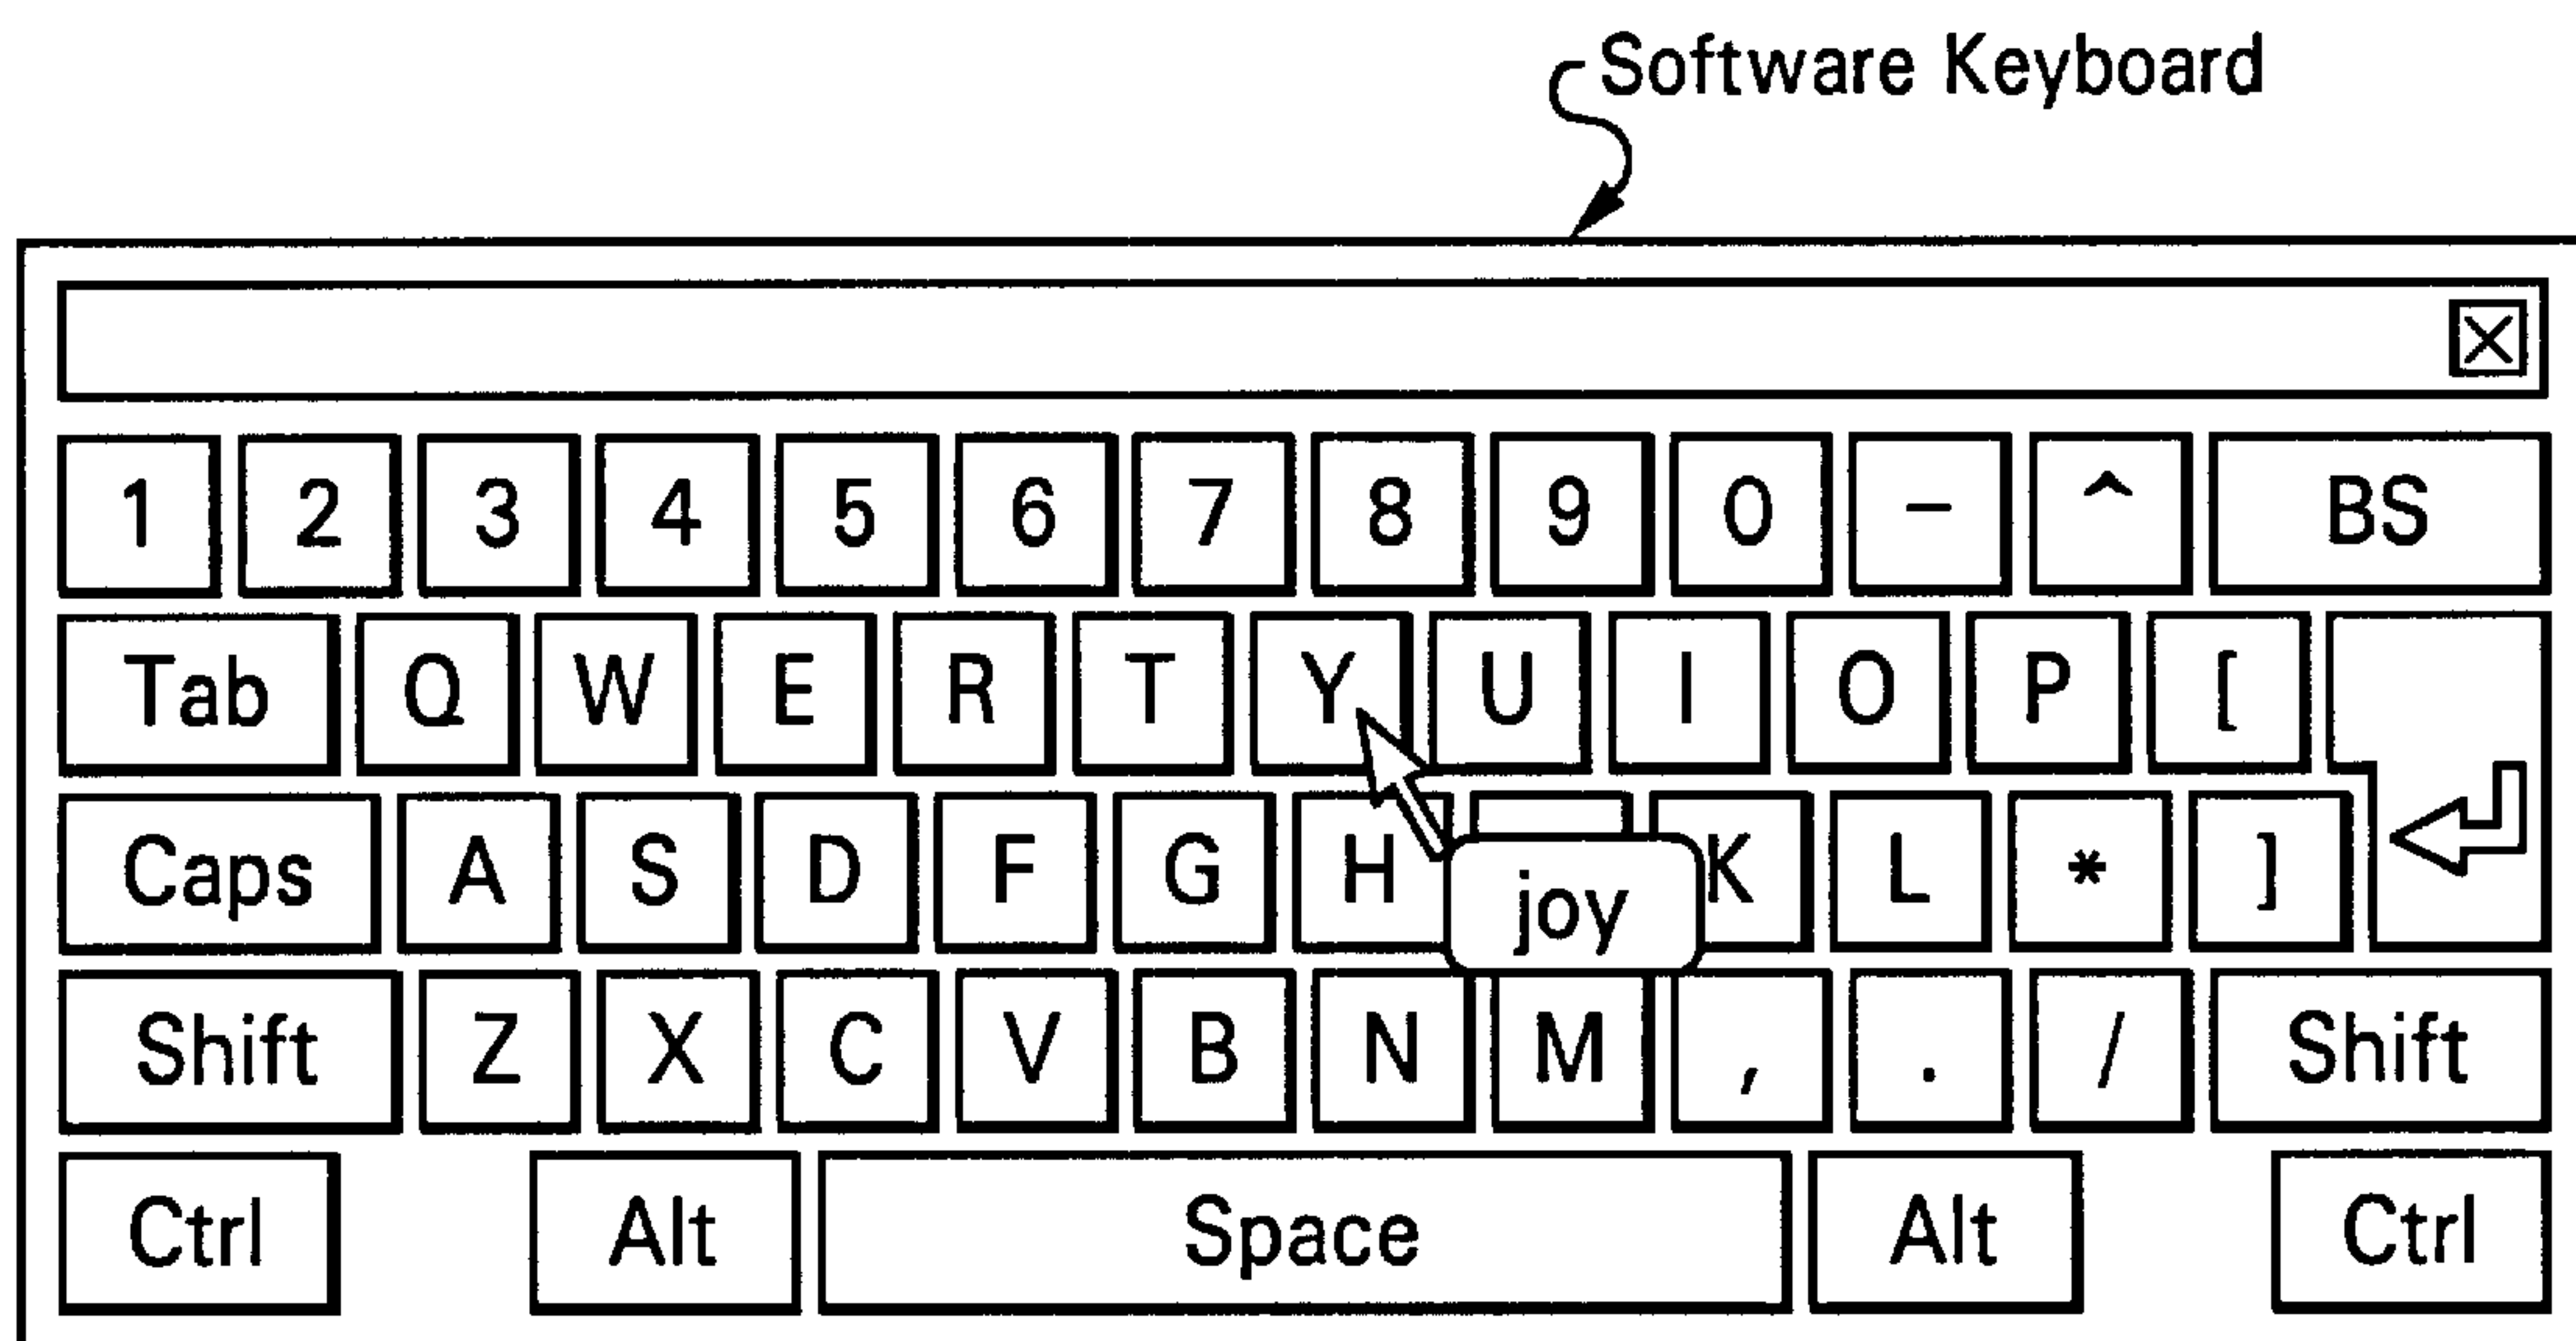 Software Keyboard
1 2 3 4 5 6 7 8 9 0 − ^ BS
Tab Q W E R T Y U I O P [
Caps A S D F G H joy K L * ]
Shift Z X C V B N M , . / Shift
Ctrl Alt Space Alt Ctrl